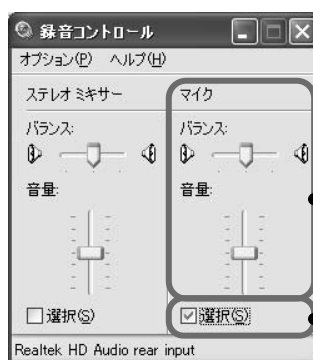 録音コントロール
オプション(P) ヘルプ(H)
ステレオ ミキサー マイク
バランス: バランス:
音量: 音量:
選択(S) 選択(S)
Realtek HD Audio rear input